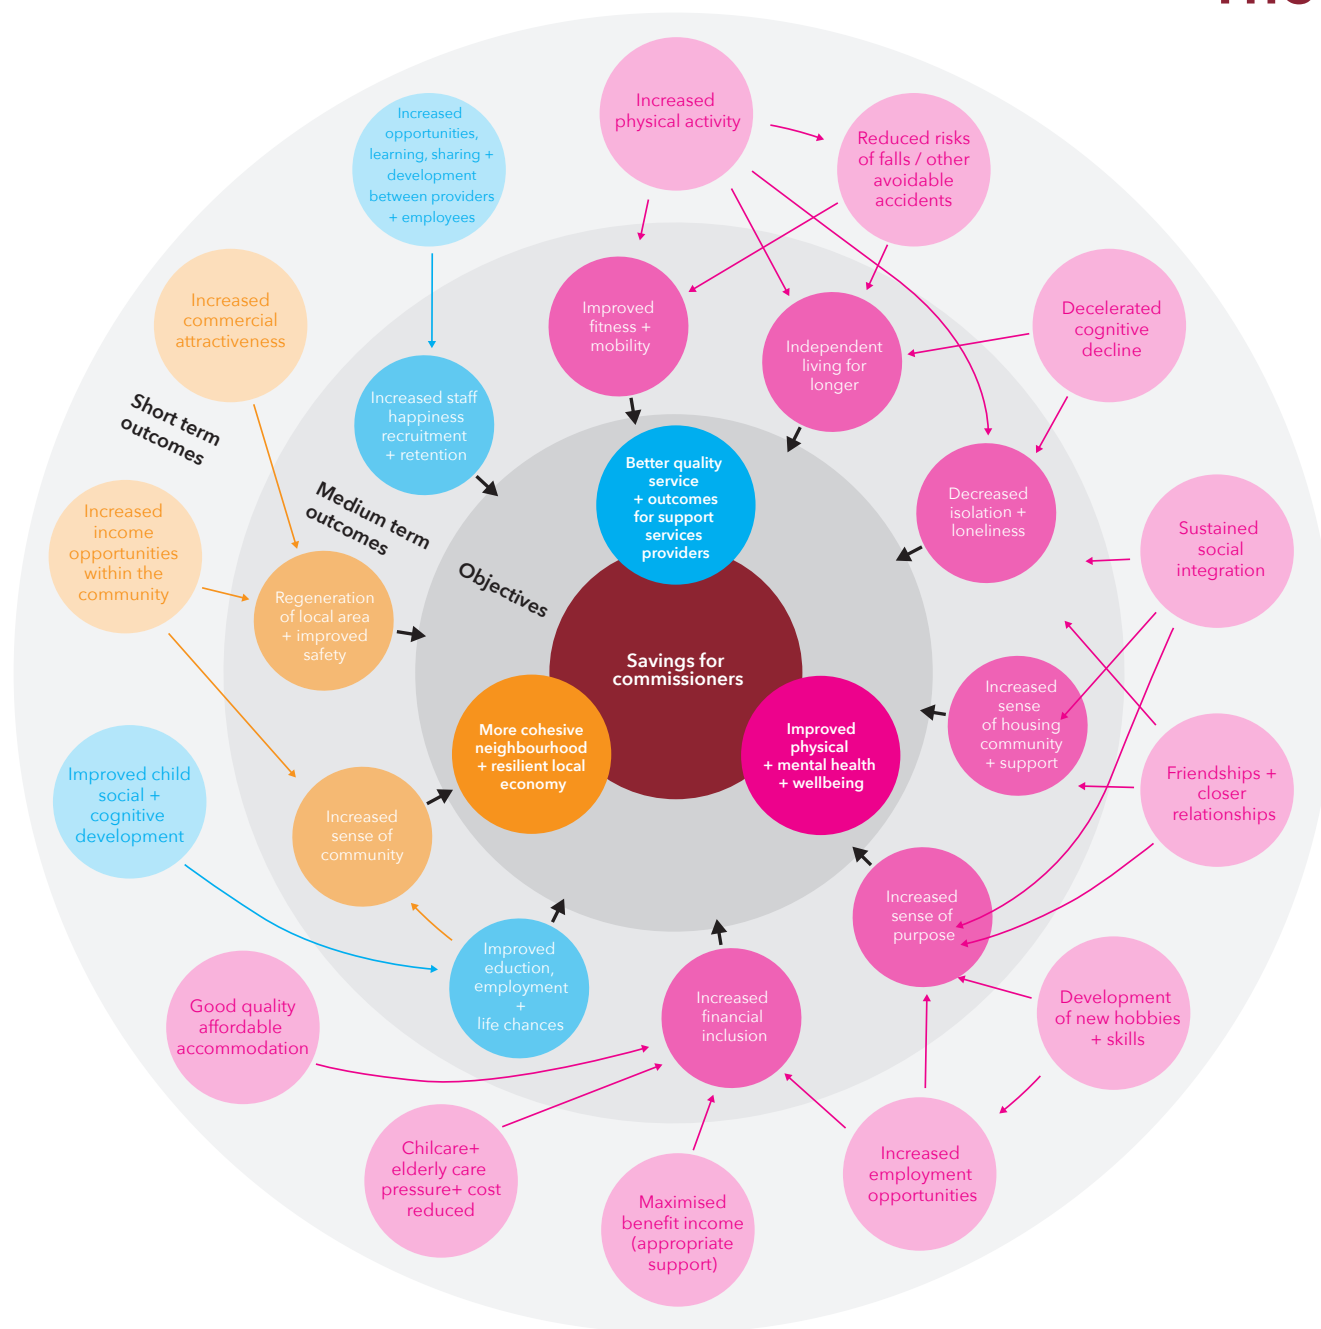 Increased
physical activity
Increased
opportunities,
learning, sharing +
development
between providers
+ employees
Reduced risks
of falls / other
avoidable
accidents
Increased
commercial
attractiveness
Decelerated
cognitive
decline
Improved
fitness +
mobility
Independent
living for
longer
Short term
outcomes
Increased staff
happiness
recruitment
+ retention
Medium term
outcomes
Better quality
service
+ outcomes
for support
services
providers
Decreased
isolation +
loneliness
Increased
income
opportunities
within the
community
Sustained
social
integration
Objectives
Regeneration
of local area
+ improved
safety
Savings for
commissioners
More cohesive
neighbourhood
+ resilient local
economy
Improved
physical
+ mental health
+ wellbeing
Increased
sense
of housing
community
+ support
Improved child
social +
cognitive
development
Friendships +
closer
relationships
Increased
sense of
community
Increased
sense of
purpose
Improved
eduction,
employment
+
life chances
Increased
financial
inclusion
Good quality
affordable
accommodation
Development
of new hobbies
+ skills
Chilcare+
elderly care
pressure+ cost
reduced
Maximised
benefit income
(appropriate
support)
Increased
employment
opportunities